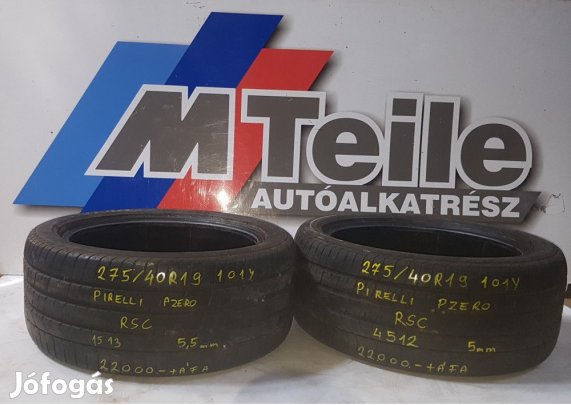 MTeile
AUTÓALKATRÉSZ
275/40R19 101Y
PIRELLI PZERO
RSC
1513 5,5mm.
22000.-+ÁFA
275/40R19 101Y
PIRELLI PZERO
RSC
4512 5mm
22000.-+ÁFA
Jófogás